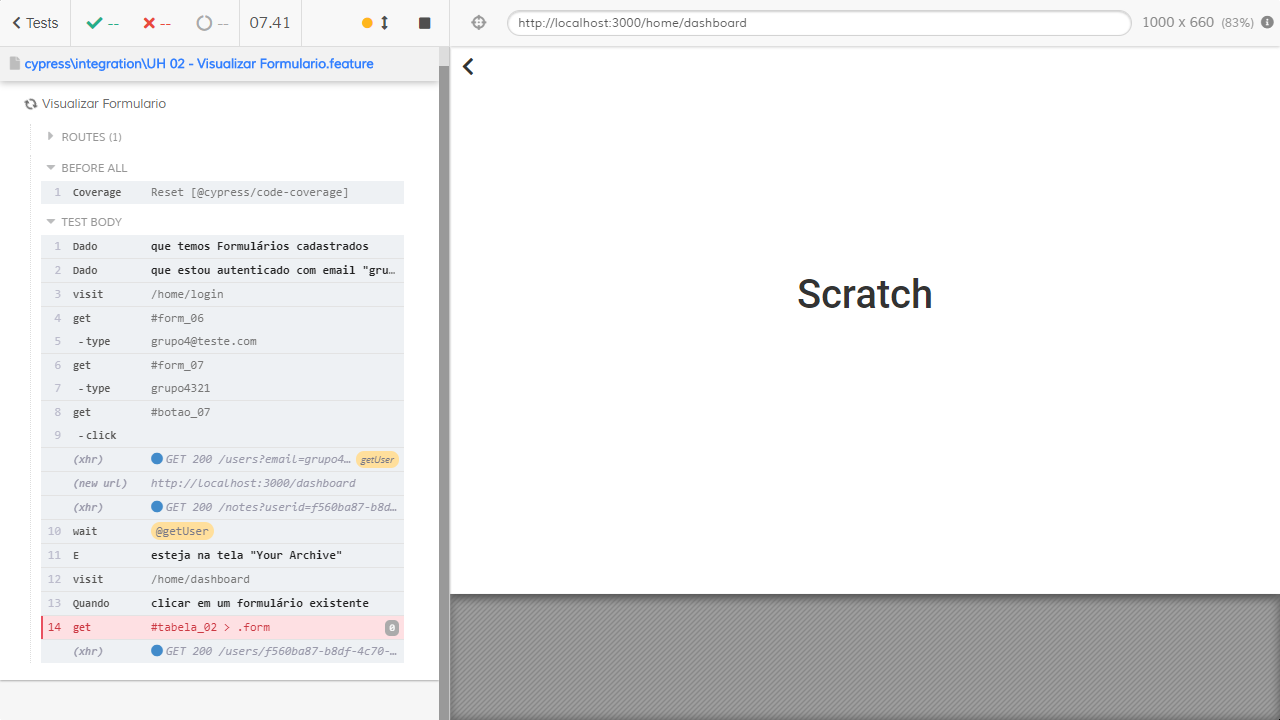 Tests -- -- -- 07.41
http://localhost:3000/home/dashboard 1000 x 660 (83%)
cypress\integration\UH 02 - Visualizar Formulario.feature
Visualizar Formulario
ROUTES (1)
BEFORE ALL
1 Coverage Reset [@cypress/code-coverage]
TEST BODY
1 Dado que temos Formulários cadastrados
2 Dado que estou autenticado com email "gru…
3 visit /home/login
4 get #form_06
5 -type grupo4@teste.com
6 get #form_07
7 -type grupo4321
8 get #botao_07
9 -click
(xhr) GET 200 /users?email=grupo4… getUser
(new url) http://localhost:3000/dashboard
(xhr) GET 200 /notes?userid=f560ba87-b8d…
10 wait @getUser
11 E esteja na tela "Your Archive"
12 visit /home/dashboard
13 Quando clicar em um formulário existente
14 get #tabela_02 > .form 0
(xhr) GET 200 /users/f560ba87-b8df-4c70-…
Scratch